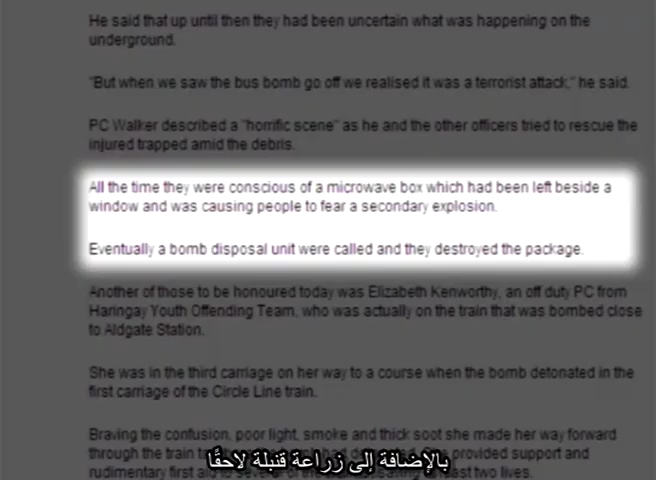 He said that up until then they had been uncertain what was happening on the
underground.
"But when we saw the bus bomb go off we realised it was a terrorist attack," he said.
PC Walker described a "horrific scene" as he and the other officers tried to rescue the
injured trapped amid the debris.
All the time they were conscious of a microwave box which had been left beside a
window and was causing people to fear a secondary explosion.
Eventually a bomb disposal unit were called and they destroyed the package.
Another of those to be honoured today was Elizabeth Kenworthy, an off duty PC from
Haringay Youth Offending Team, who was actually on the train that was bombed close
to Aldgate Station.
She was in the third carriage on her way to a course when the bomb detonated in the
first carriage of the Circle Line train.
Braving the confusion, poor light, smoke and thick soot she made her way forward
through the train provided support and
rudimentary first two lives.
بالإضافة إلى زراعة قنبلة لاحقًا